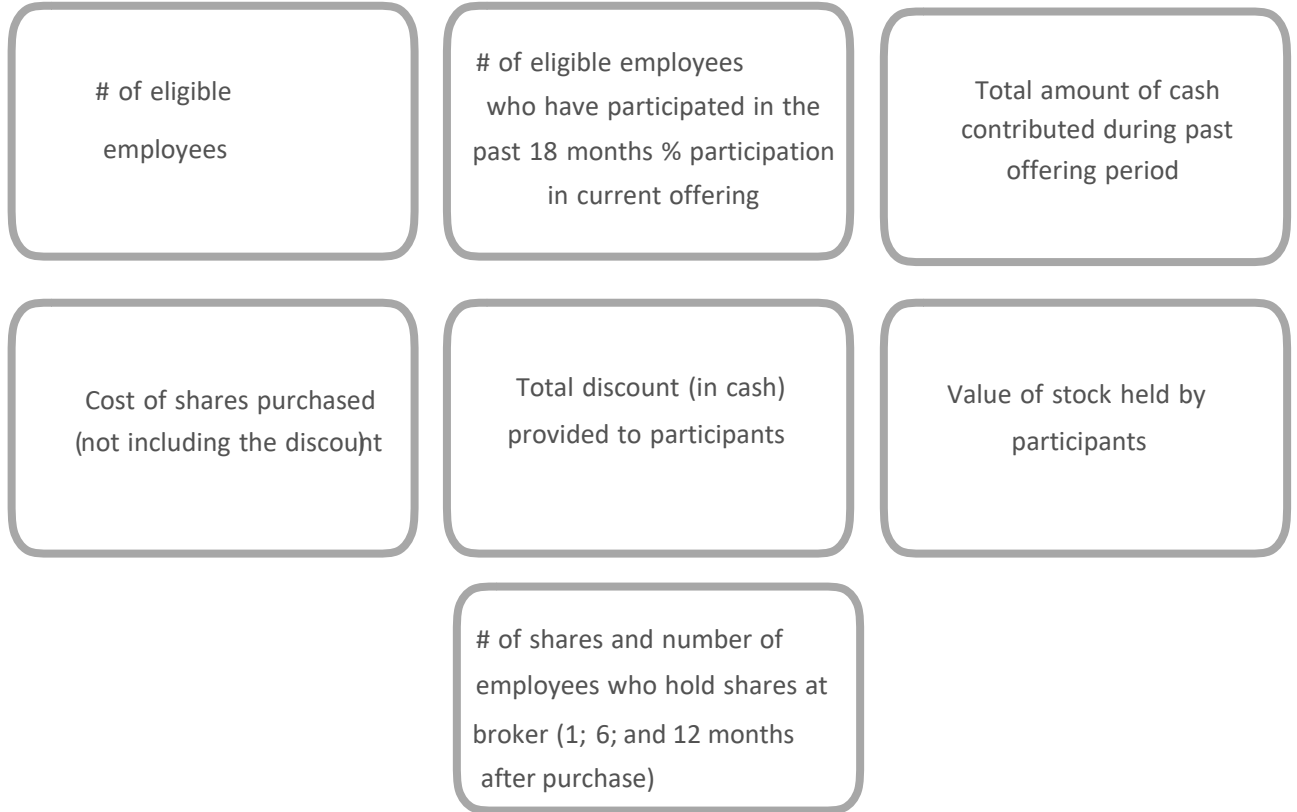 # of eligible
employees
# of eligible employees
who have participated in the
past 18 months % participation
in current offering
Total amount of cash
contributed during past
offering period
Cost of shares purchased
(not including the discou)nt
Total discount (in cash)
provided to participants
Value of stock held by
participants
# of shares and number of
employees who hold shares at
broker (1; 6; and 12 months
after purchase)